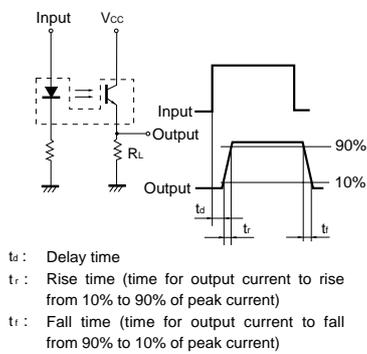 Input
Vcc
Output
RL
Input
90%
Output
10%
td
tr
tf
td : Delay time
tr : Rise time (time for output current to rise
from 10% to 90% of peak current)
tf : Fall time (time for output current to fall
from 90% to 10% of peak current)